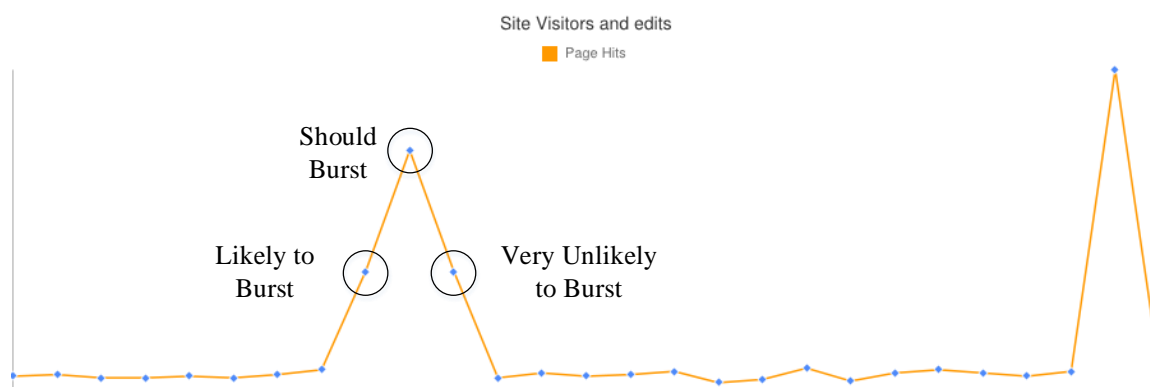 Site Visitors and edits
Page Hits
Should
Burst
Likely to
Burst
Very Unlikely
to Burst